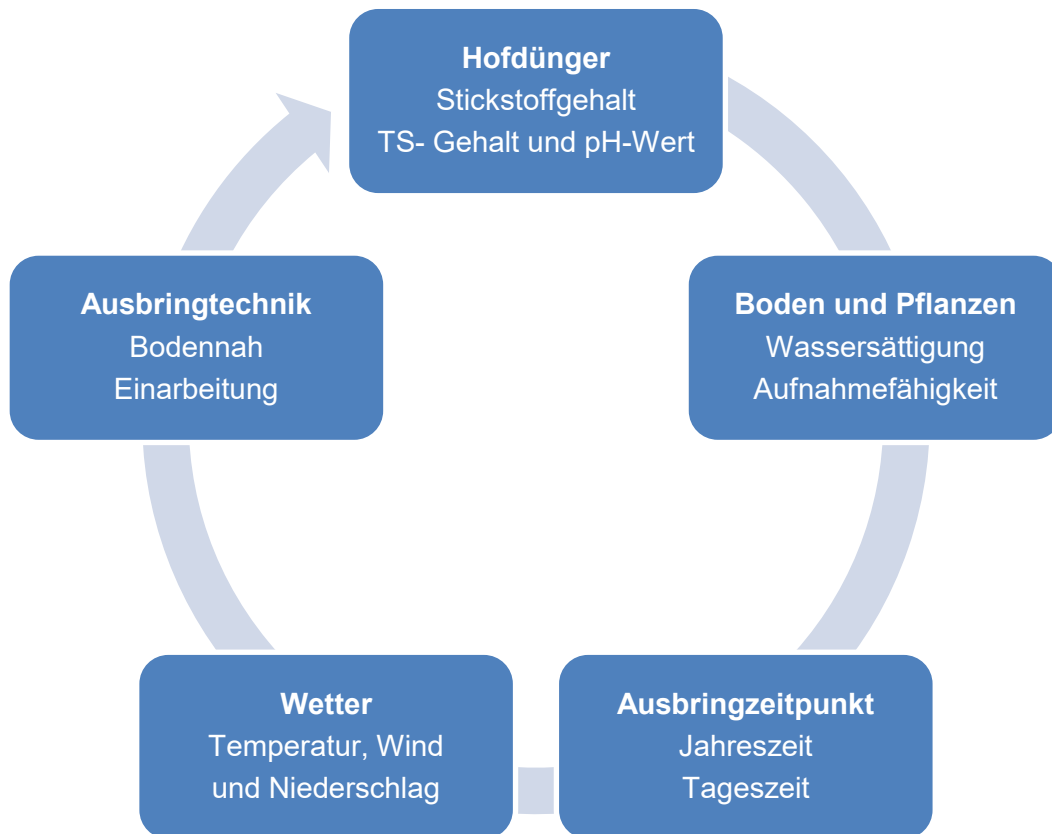 Hofdünger
Stickstoffgehalt
TS- Gehalt und pH-Wert
Boden und Pflanzen
Wassersättigung
Aufnahmefähigkeit
Ausbringzeitpunkt
Jahreszeit
Tageszeit
Wetter
Temperatur, Wind
und Niederschlag
Ausbringtechnik
Bodennah
Einarbeitung